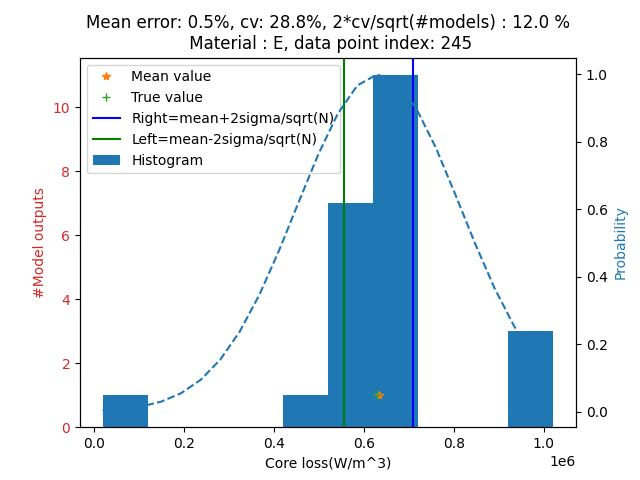 Mean error: 0.5%, cv: 28.8%, 2*cv/sqrt(#models) : 12.0 %
Material : E, data point index: 245
Mean value
True value
Right=mean+2sigma/sqrt(N)
Left=mean-2sigma/sqrt(N)
Histogram
#Model outputs
10
8
6
4
2
0
1.0
0.8
0.6
0.4
0.2
0.0
Probability
0.0 0.2 0.4 0.6 0.8 1.0
1e6
Core loss(W/m^3)